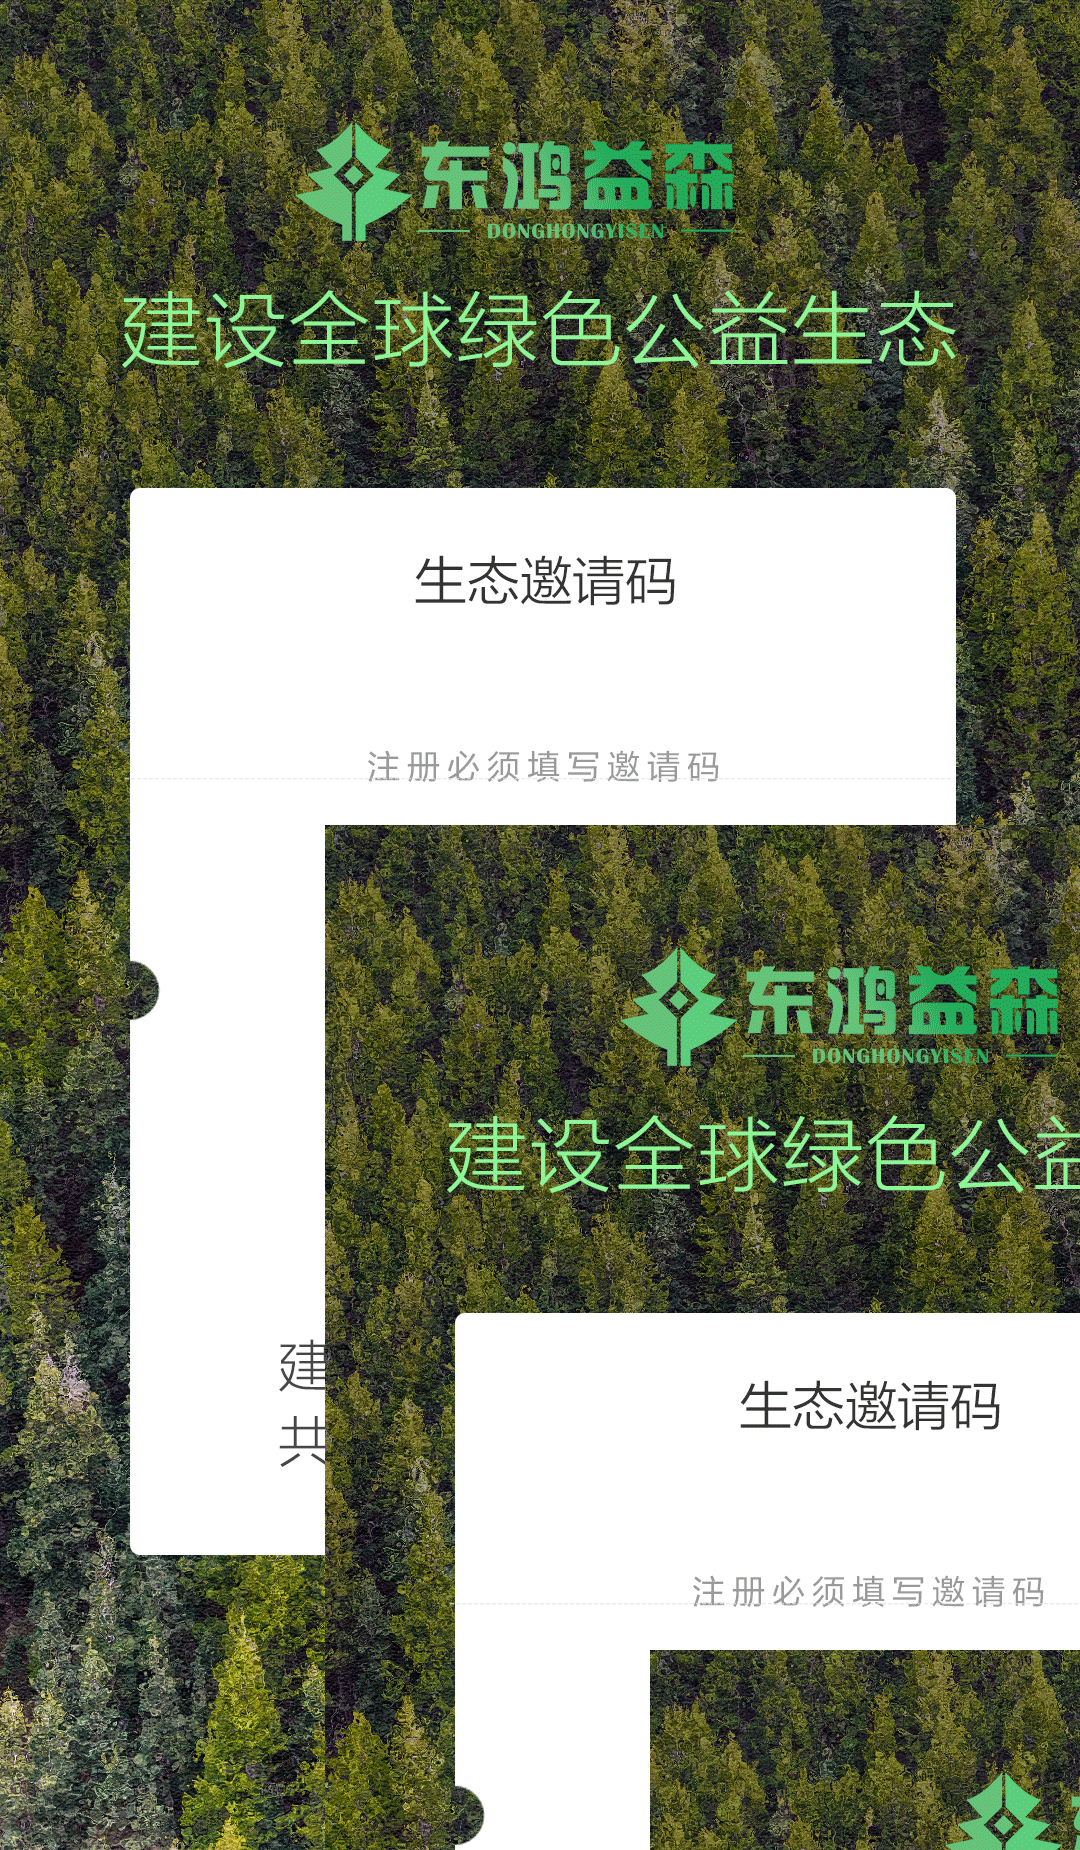 东鸿益森
DONGHONGYISEN
建设全球绿色公益生态
生态邀请码
注册必须填写邀请码
东鸿益森
DONGHONGYISEN
建设全球绿色公益
建
共
生态邀请码
注册必须填写邀请码